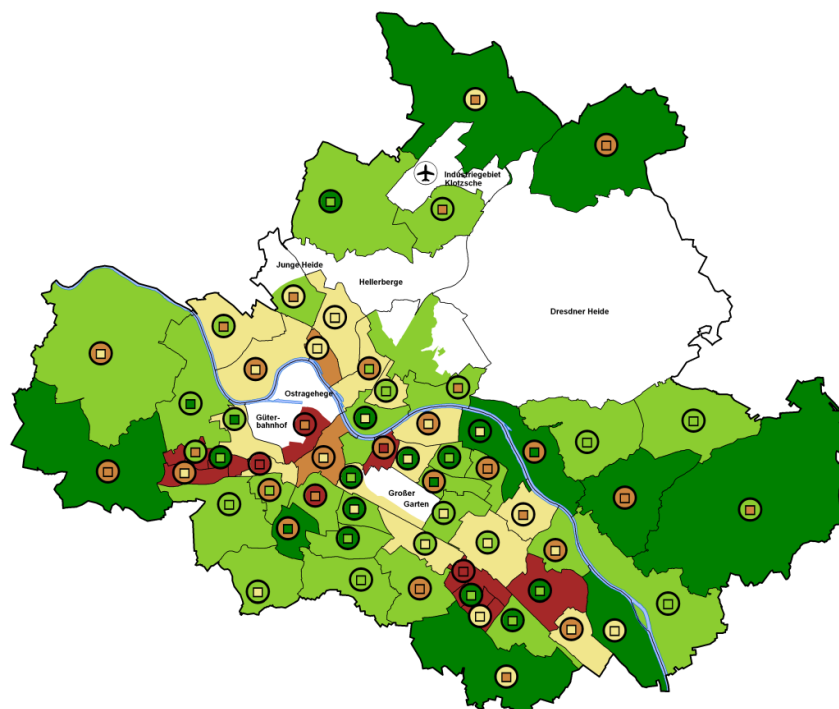 Industriegebiet
Klotzsche
Junge Heide
Hellerberge
Dresdner Heide
Ostragehege
Güter-
bahnhof
Großer
Garten